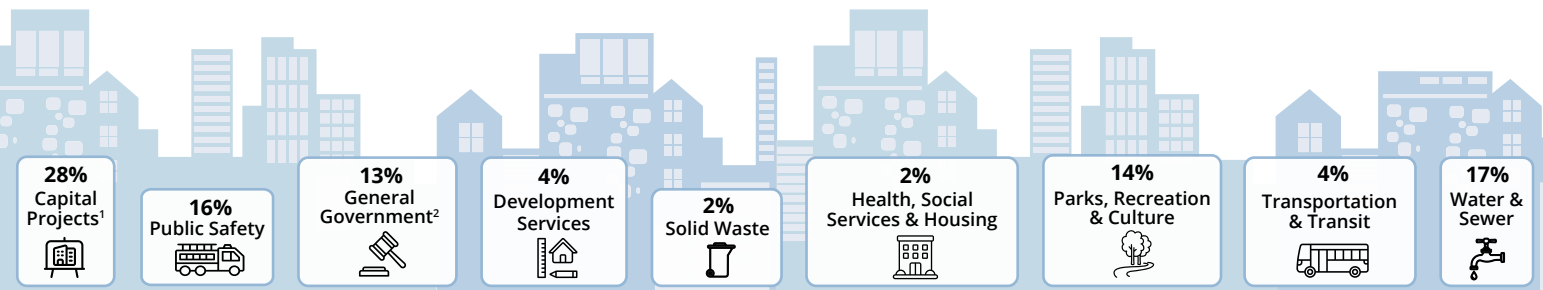 28%
Capital
Projects¹
16%
Public Safety
13%
General
Government²
4%
Development
Services
2%
Solid Waste
2%
Health, Social
Services & Housing
14%
Parks, Recreation
& Culture
4%
Transportation
& Transit
17%
Water &
Sewer